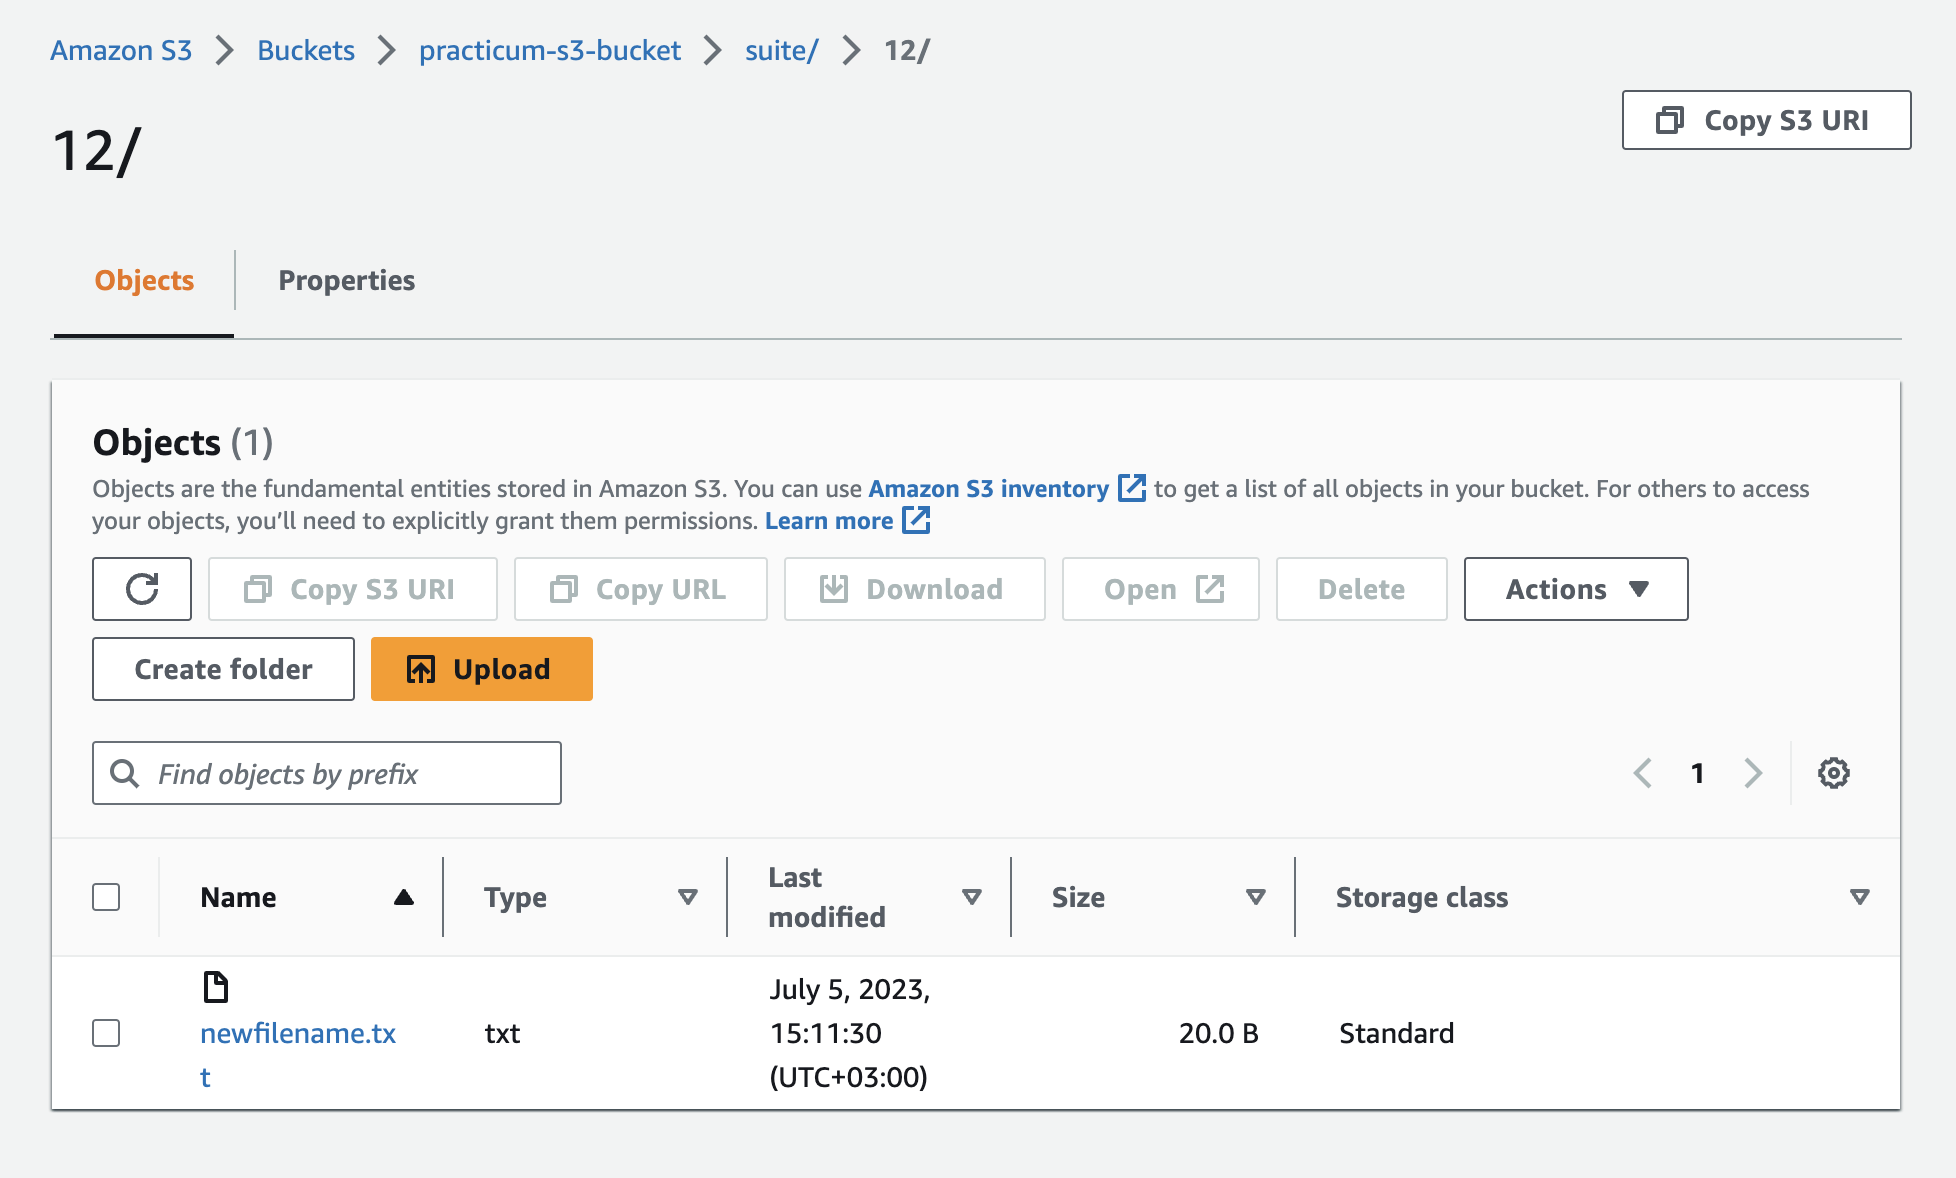 Amazon S3 > Buckets > practicum-s3-bucket > suite/ > 12/
12/
Copy S3 URI
Objects
Properties
Objects (1)
Objects are the fundamental entities stored in Amazon S3. You can use Amazon S3 inventory to get a list of all objects in your bucket. For others to access
your objects, you’ll need to explicitly grant them permissions. Learn more
Copy S3 URI
Copy URL
Download
Open
Delete
Actions
Create folder
Upload
Find objects by prefix
1
Name
Type
Last
modified
Size
Storage class
newfilename.tx
t
txt
July 5, 2023,
15:11:30
(UTC+03:00)
20.0 B
Standard